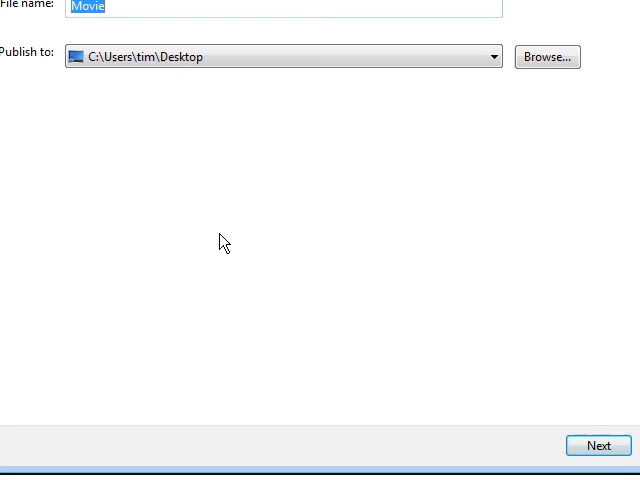 File name:
Movie
Publish to:
C:\Users\tim\Desktop
Browse...
Next